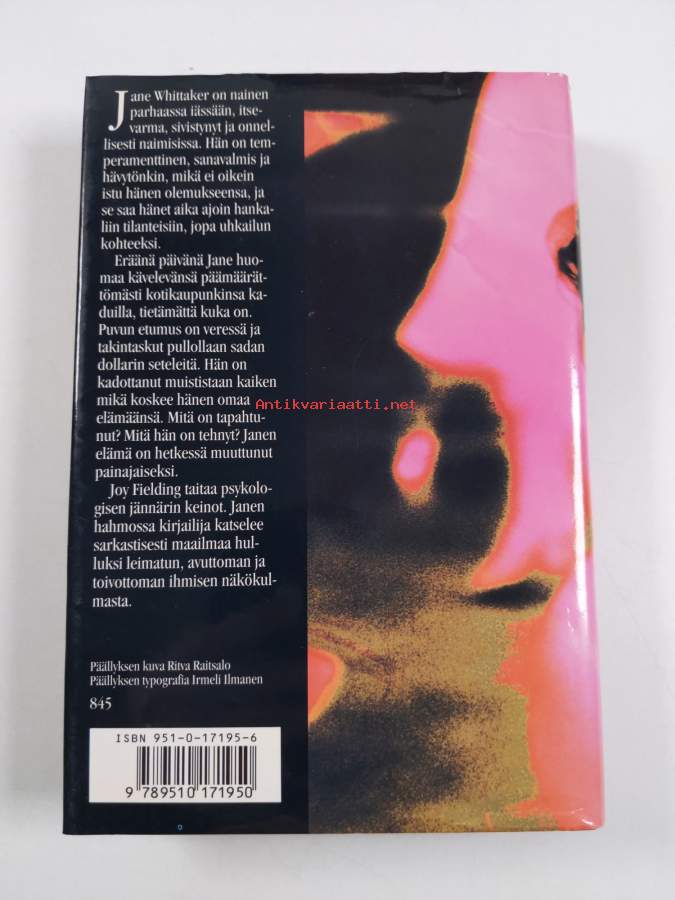 Jane Whittaker on nainen
parhaassa iässään, itse-
varma, sivistynyt ja onnel-
lisesti naimisissa. Hän on tem-
peramenttinen, sanavalmis ja
hävytönkin, mikä ei oikein
istu hänen olemukseensa, ja
se saa hänet aika ajoin hanka-
liin tilanteisiin, jopa uhkailun
kohteeksi.
Eräänä päivänä Jane huo-
maa kävelevänsä päämäärät-
tömästi kotikaupunkinsa ka-
duilla, tietämättä kuka on.
Puvun etumus on veressä ja
takintaskut pullollaan sadan
dollarin seteleitä. Hän on
kadottanut muististaan kaiken
mikä koskee hänen omaa
elämäänsä. Mitä on tapahtu-
nut? Mitä hän on tehnyt? Janen
elämä on hetkessä muuttunut
painajaiseksi.
Joy Fielding taitaa psykolo-
gisen jännärin keinot. Janen
hahmossa kirjailija katselee
sarkastisesti maailmaa hul-
luksi leimatun, avuttoman ja
toivottoman ihmisen näkökul-
masta.
Päällyksen kuva Ritva Raitsalo
Päällyksen typografia Irmeli Ilmanen
845
ISBN 951-0-17195-6
9 789510 171950
Antikvariaatti.net